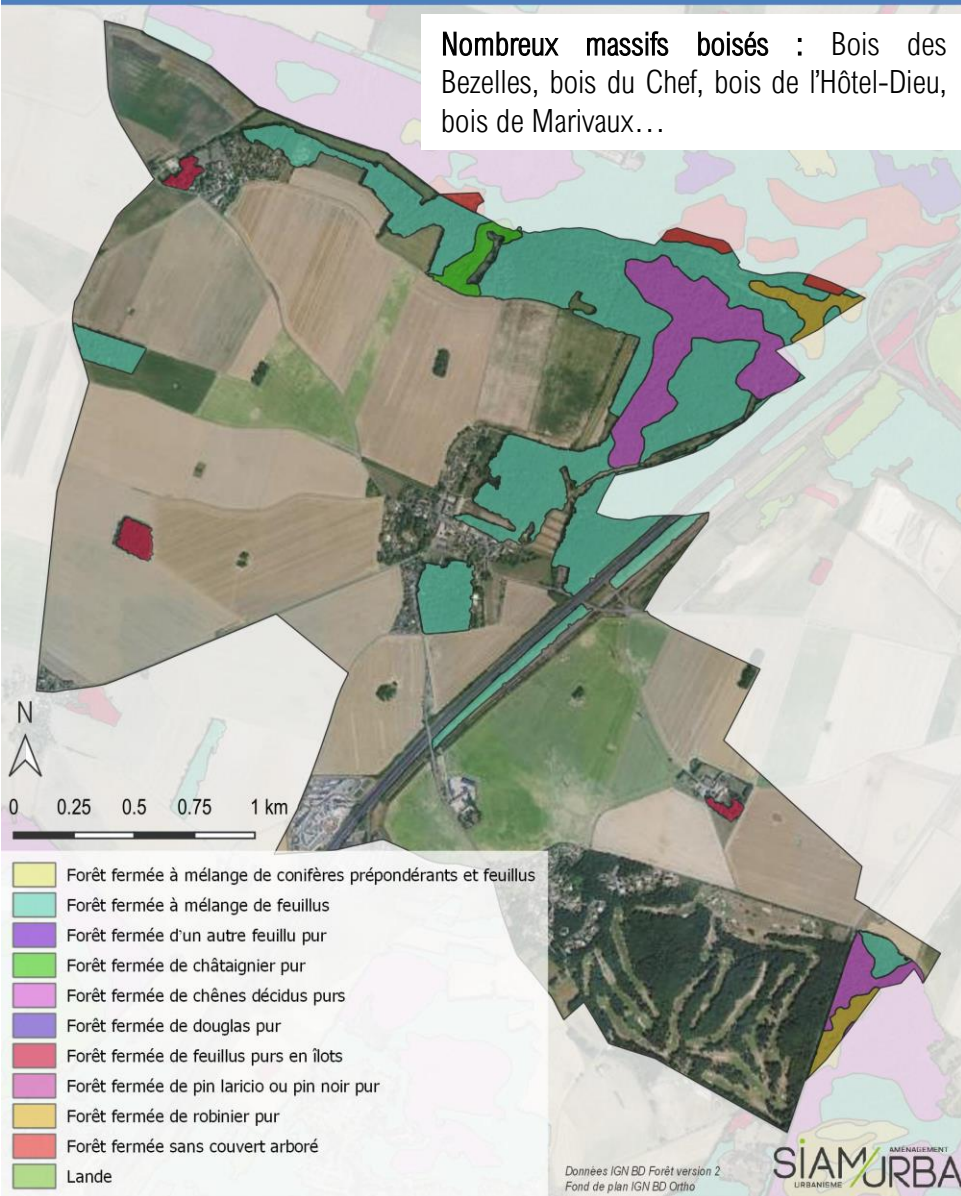 Nombreux massifs boisés : Bois des
Bezelles, bois du Chef, bois de l'Hôtel-Dieu,
bois de Marivaux…
N
0 0.25 0.5 0.75 1 km
Forêt fermée à mélange de conifères prépondérants et feuillus
Forêt fermée à mélange de feuillus
Forêt fermée d'un autre feuillu pur
Forêt fermée de châtaignier pur
Forêt fermée de chênes décidus purs
Forêt fermée de douglas pur
Forêt fermée de feuillus purs en îlots
Forêt fermée de pin laricio ou pin noir pur
Forêt fermée de robinier pur
Forêt fermée sans couvert arboré
Lande
Données IGN BD Forêt version 2
Fond de plan IGN BD Ortho
SIAM URBA
URBANISME AMÉNAGEMENT